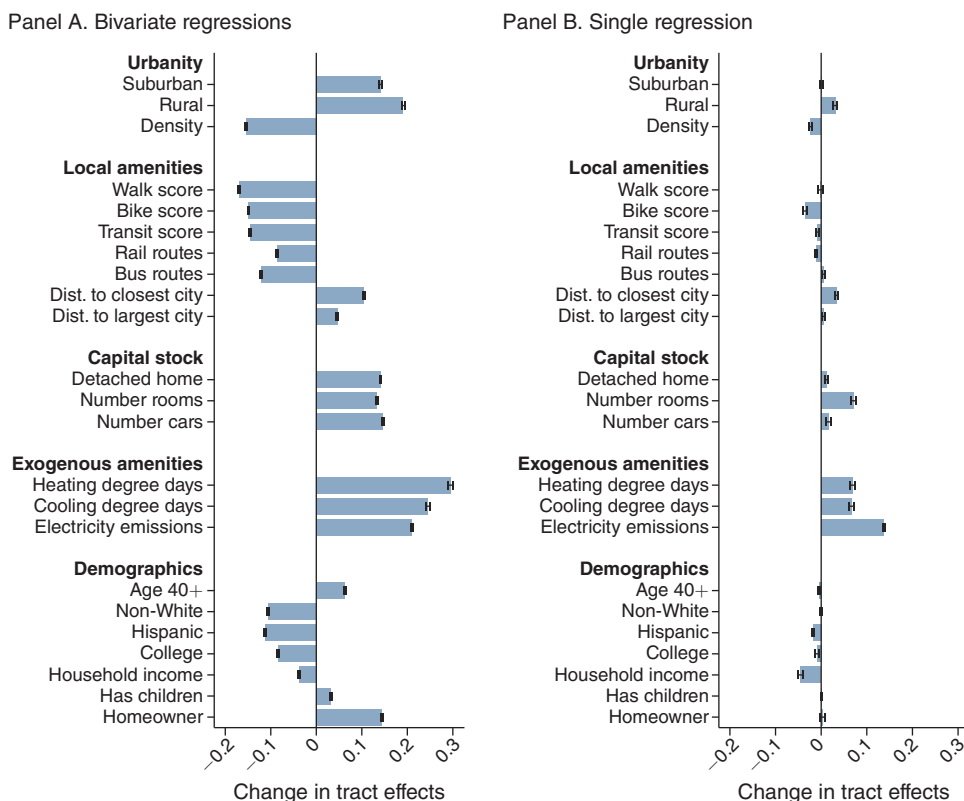 Panel A. Bivariate regressions
Urbanity
Suburban
Rural
Density
Local amenities
Walk score
Bike score
Transit score
Rail routes
Bus routes
Dist. to closest city
Dist. to largest city
Capital stock
Detached home
Number rooms
Number cars
Exogenous amenities
Heating degree days
Cooling degree days
Electricity emissions
Demographics
Age 40+
Non-White
Hispanic
College
Household income
Has children
Homeowner
−0.2 −0.1 0 0.1 0.2 0.3
Change in tract effects
Panel B. Single regression
Urbanity
Suburban
Rural
Density
Local amenities
Walk score
Bike score
Transit score
Rail routes
Bus routes
Dist. to closest city
Dist. to largest city
Capital stock
Detached home
Number rooms
Number cars
Exogenous amenities
Heating degree days
Cooling degree days
Electricity emissions
Demographics
Age 40+
Non-White
Hispanic
College
Household income
Has children
Homeowner
−0.2 −0.1 0 0.1 0.2 0.3
Change in tract effects